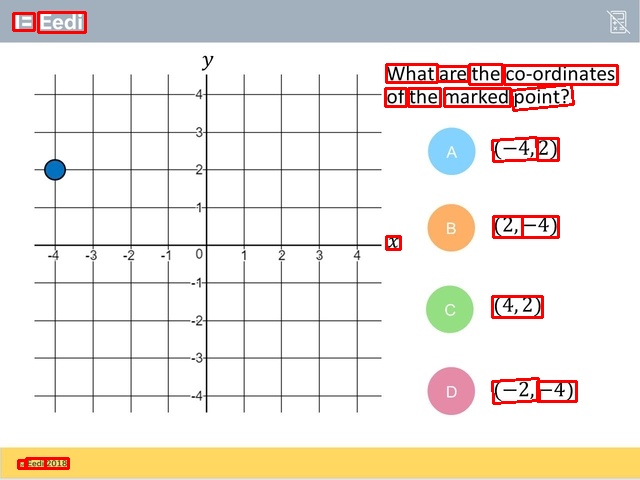 Eedi
y
What are the co-ordinates
of the marked point?
4
3
2
1
0
-4 -3 -2 -1 1 2 3 4
-1
-2
-3
-4
x
A (−4, 2)
B (2, −4)
C (4, 2)
D (−2, −4)
Eedi 2018